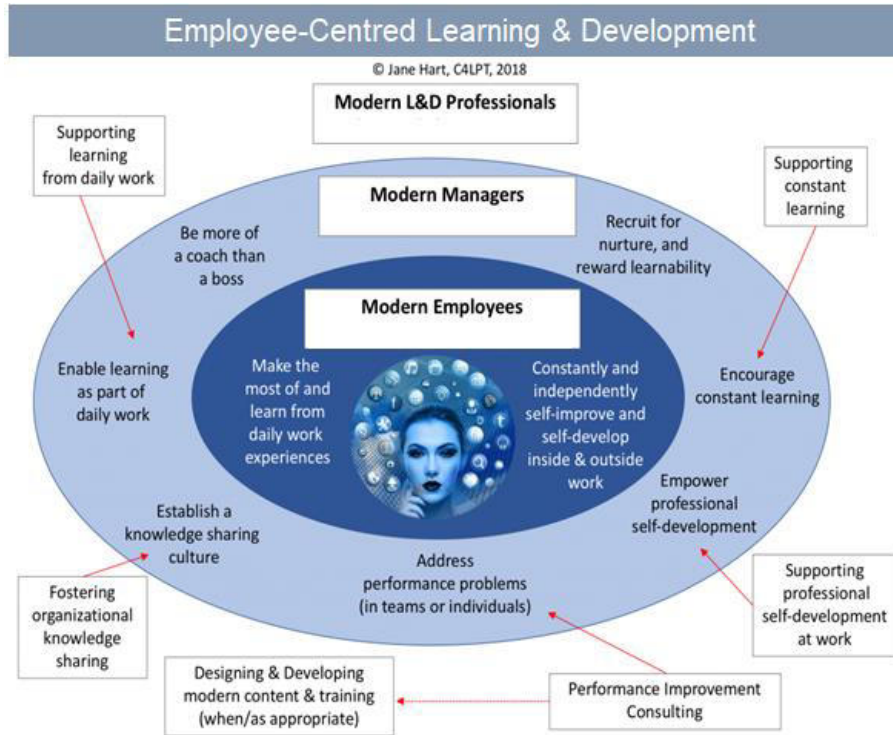 Employee-Centred Learning & Development
© Jane Hart, C4LPT, 2018
Modern L&D Professionals
Supporting
learning
from daily work
Supporting
constant
learning
Modern Managers
Be more of
a coach than
a boss
Recruit for
nurture, and
reward learnability
Modern Employees
Enable learning
as part of
daily work
Make the
most of and
learn from
daily work
experiences
Constantly and
independently
self-improve and
self-develop
inside & outside
work
Encourage
constant learning
Establish a
knowledge sharing
culture
Empower
professional
self-development
Address
performance problems
(in teams or individuals)
Fostering
organizational
knowledge
sharing
Supporting
professional
self-development
at work
Designing & Developing
modern content & training
(when/as appropriate)
Performance Improvement
Consulting